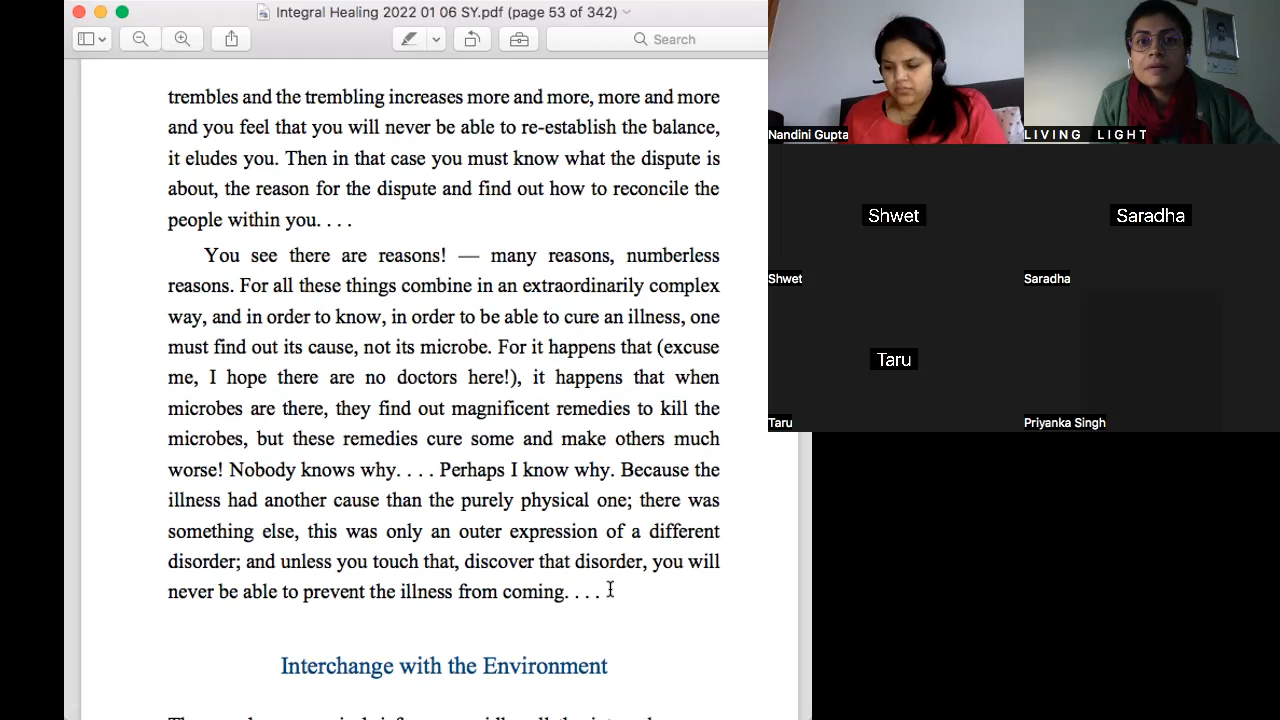 Integral Healing 2022 01 06 SY.pdf (page 53 of 342)
Search
trembles and the trembling increases more and more, more and more
and you feel that you will never be able to re-establish the balance,
it eludes you. Then in that case you must know what the dispute is
about, the reason for the dispute and find out how to reconcile the
people within you. . . .
You see there are reasons! — many reasons, numberless
reasons. For all these things combine in an extraordinarily complex
way, and in order to know, in order to be able to cure an illness, one
must find out its cause, not its microbe. For it happens that (excuse
me, I hope there are no doctors here!), it happens that when
microbes are there, they find out magnificent remedies to kill the
microbes, but these remedies cure some and make others much
worse! Nobody knows why. . . . Perhaps I know why. Because the
illness had another cause than the purely physical one; there was
something else, this was only an outer expression of a different
disorder; and unless you touch that, discover that disorder, you will
never be able to prevent the illness from coming. . . .
Interchange with the Environment
Nandini Gupta
LIVING LIGHT
Shwet
Saradha
Shwet
Saradha
Taru
Taru
Priyanka Singh